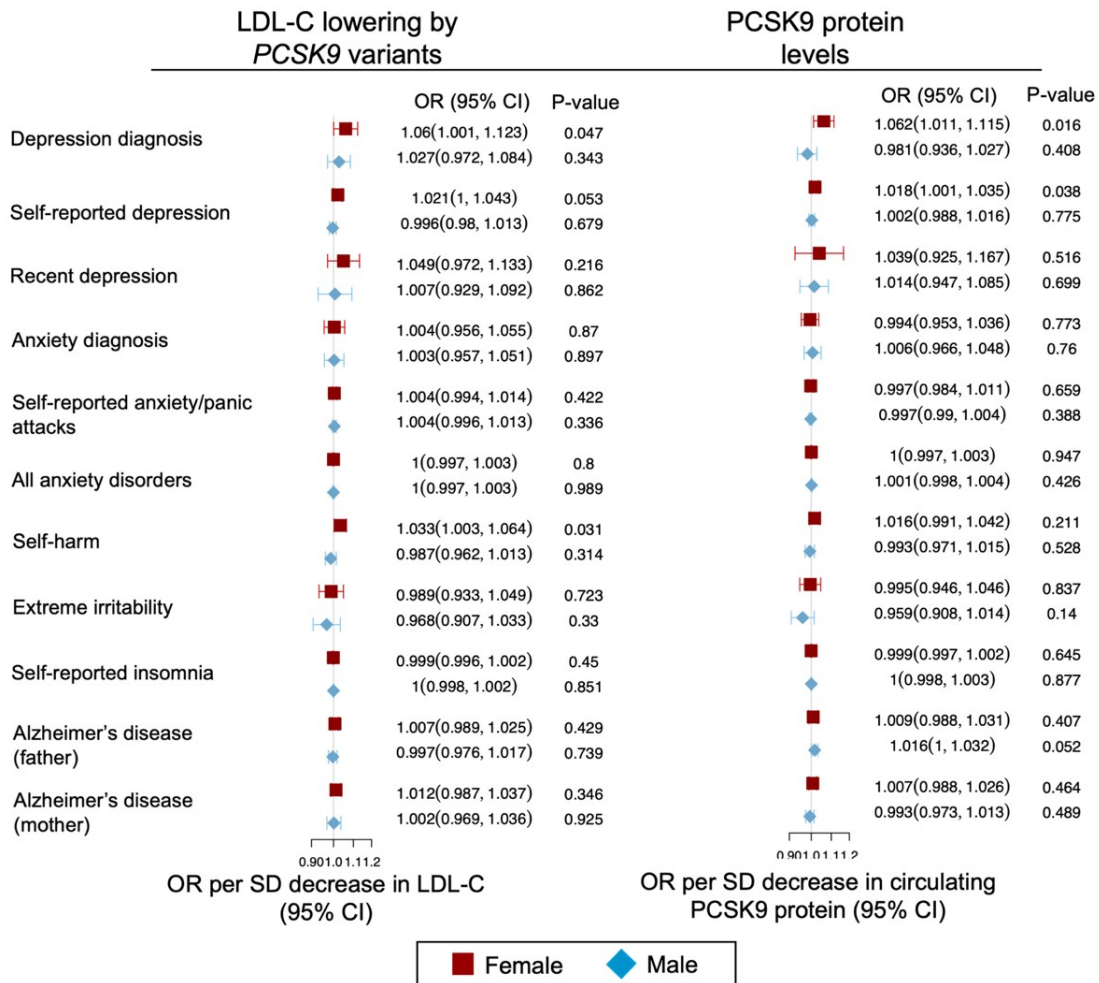 LDL-C lowering by
PCSK9 variants
PCSK9 protein
levels
OR (95% CI) P-value
OR (95% CI) P-value
Depression diagnosis
1.06(1.001, 1.123) 0.047
1.027(0.972, 1.084) 0.343
1.062(1.011, 1.115) 0.016
0.981(0.936, 1.027) 0.408
Self-reported depression
1.021(1, 1.043) 0.053
0.996(0.98, 1.013) 0.679
1.018(1.001, 1.035) 0.038
1.002(0.988, 1.016) 0.775
Recent depression
1.049(0.972, 1.133) 0.216
1.007(0.929, 1.092) 0.862
1.039(0.925, 1.167) 0.516
1.014(0.947, 1.085) 0.699
Anxiety diagnosis
1.004(0.956, 1.055) 0.87
1.003(0.957, 1.051) 0.897
0.994(0.953, 1.036) 0.773
1.006(0.966, 1.048) 0.76
Self-reported anxiety/panic
attacks
1.004(0.994, 1.014) 0.422
1.004(0.996, 1.013) 0.336
0.997(0.984, 1.011) 0.659
0.997(0.99, 1.004) 0.388
All anxiety disorders
1(0.997, 1.003) 0.8
1(0.997, 1.003) 0.989
1(0.997, 1.003) 0.947
1.001(0.998, 1.004) 0.426
Self-harm
1.033(1.003, 1.064) 0.031
0.987(0.962, 1.013) 0.314
1.016(0.991, 1.042) 0.211
0.993(0.971, 1.015) 0.528
Extreme irritability
0.989(0.933, 1.049) 0.723
0.968(0.907, 1.033) 0.33
0.995(0.946, 1.046) 0.837
0.959(0.908, 1.014) 0.14
Self-reported insomnia
0.999(0.996, 1.002) 0.45
1(0.998, 1.002) 0.851
0.999(0.997, 1.002) 0.645
1(0.998, 1.003) 0.877
Alzheimer's disease
(father)
1.007(0.989, 1.025) 0.429
0.997(0.976, 1.017) 0.739
1.009(0.988, 1.031) 0.407
1.016(1, 1.032) 0.052
Alzheimer's disease
(mother)
1.012(0.987, 1.037) 0.346
1.002(0.969, 1.036) 0.925
1.007(0.988, 1.026) 0.464
0.993(0.973, 1.013) 0.489
0.901.01.11.2
0.901.01.11.2
OR per SD decrease in LDL-C
(95% CI)
OR per SD decrease in circulating
PCSK9 protein (95% CI)
Female Male